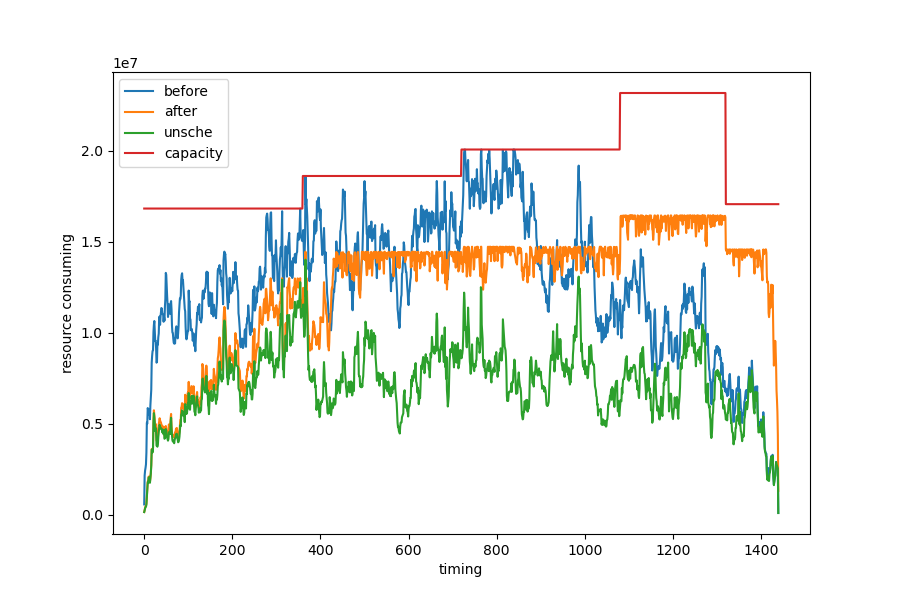 1e7
before
after
unsche
capacity
2.0
1.5
1.0
0.5
0.0
resource consuming
0 200 400 600 800 1000 1200 1400
timing